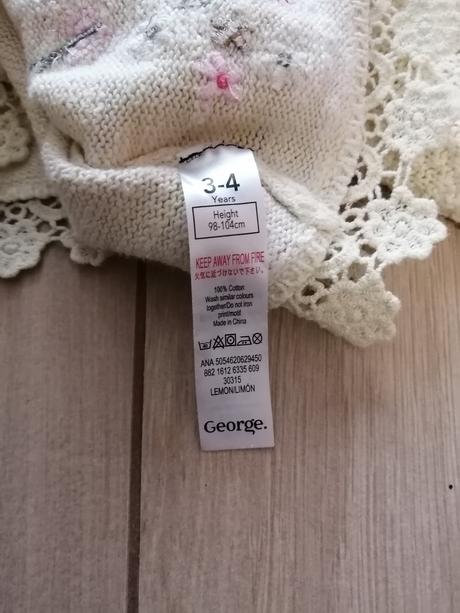 3-4
Years
Height
98-104cm
KEEP AWAY FROM FIRE
火気に近づけないで下さい。
100% Cotton
Wash similar colours
together/Do not iron
print/motif
Made in China
ANA 5054620629450
882 1612 6335 609
30315
LEMON/LIMÓN
George.